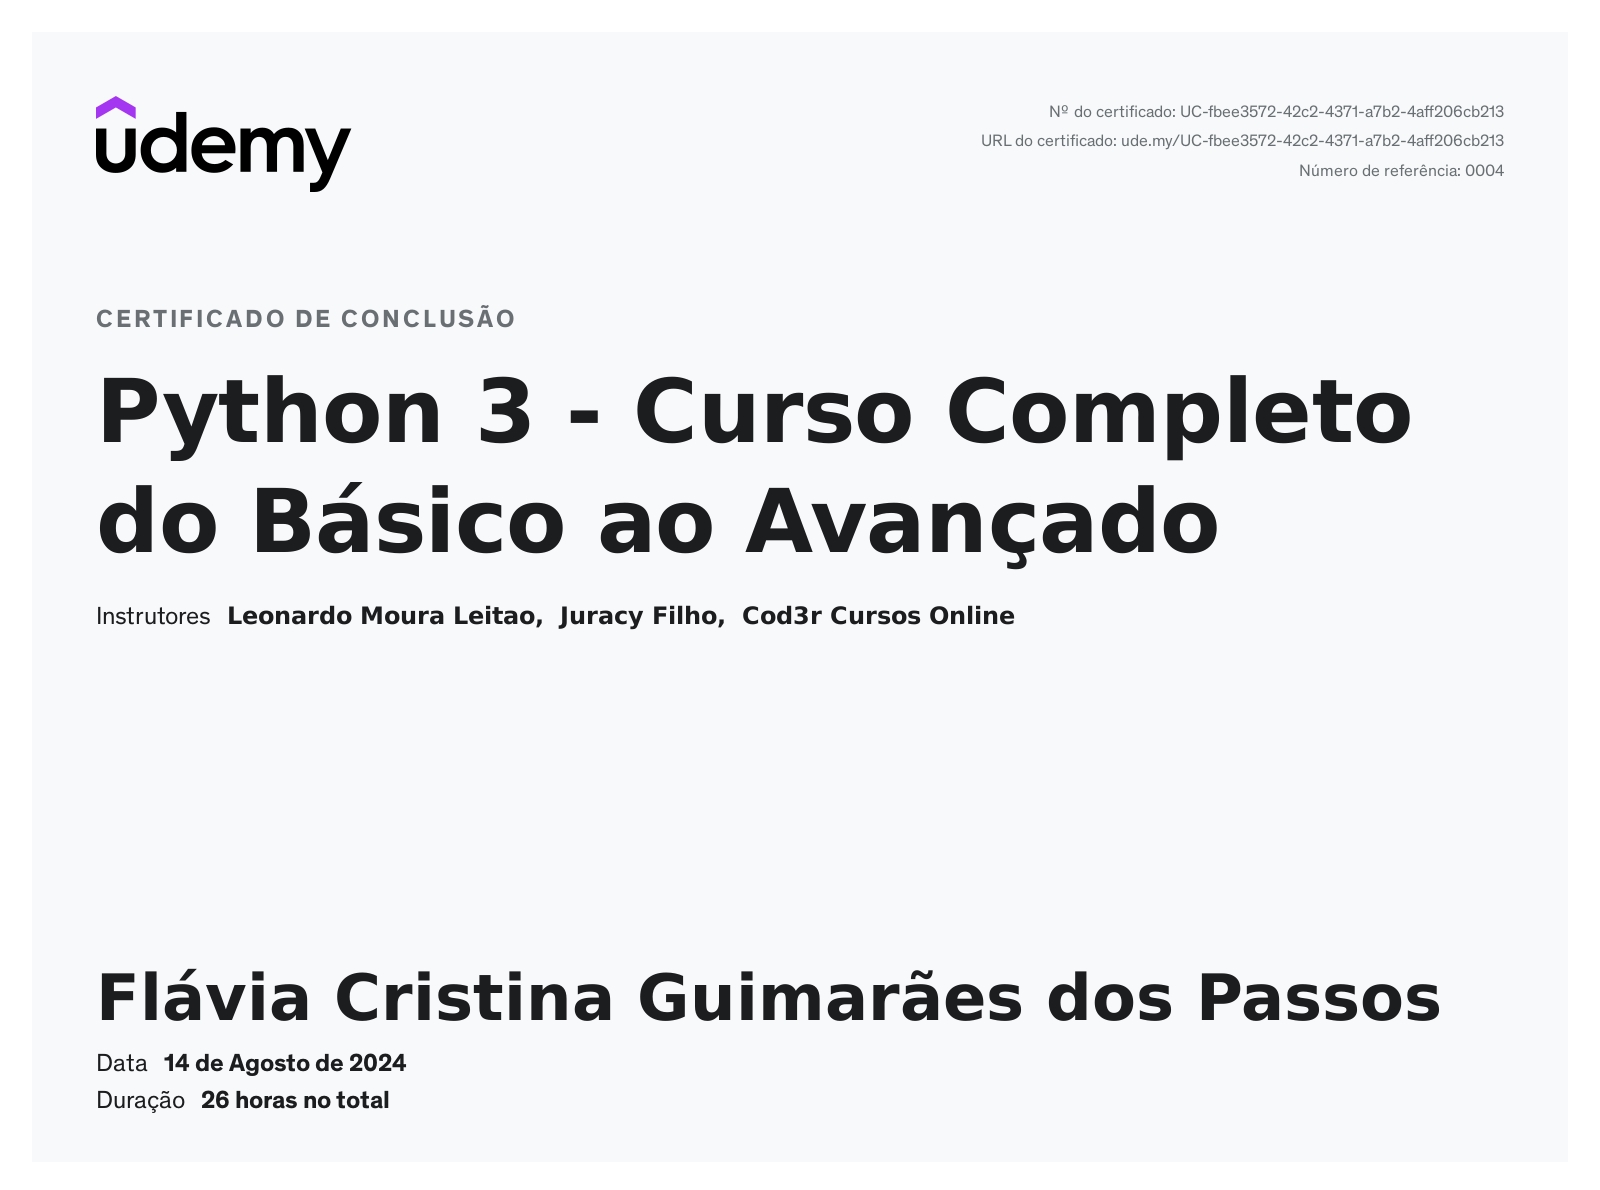 udemy
Nº do certificado: UC-fbee3572-42c2-4371-a7b2-4aff206cb213
URL do certificado: ude.my/UC-fbee3572-42c2-4371-a7b2-4aff206cb213
Número de referência: 0004
CERTIFICADO DE CONCLUSÃO
Python 3 - Curso Completo
do Básico ao Avançado
Instrutores Leonardo Moura Leitao, Juracy Filho, Cod3r Cursos Online
Flávia Cristina Guimarães dos Passos
Data 14 de Agosto de 2024
Duração 26 horas no total